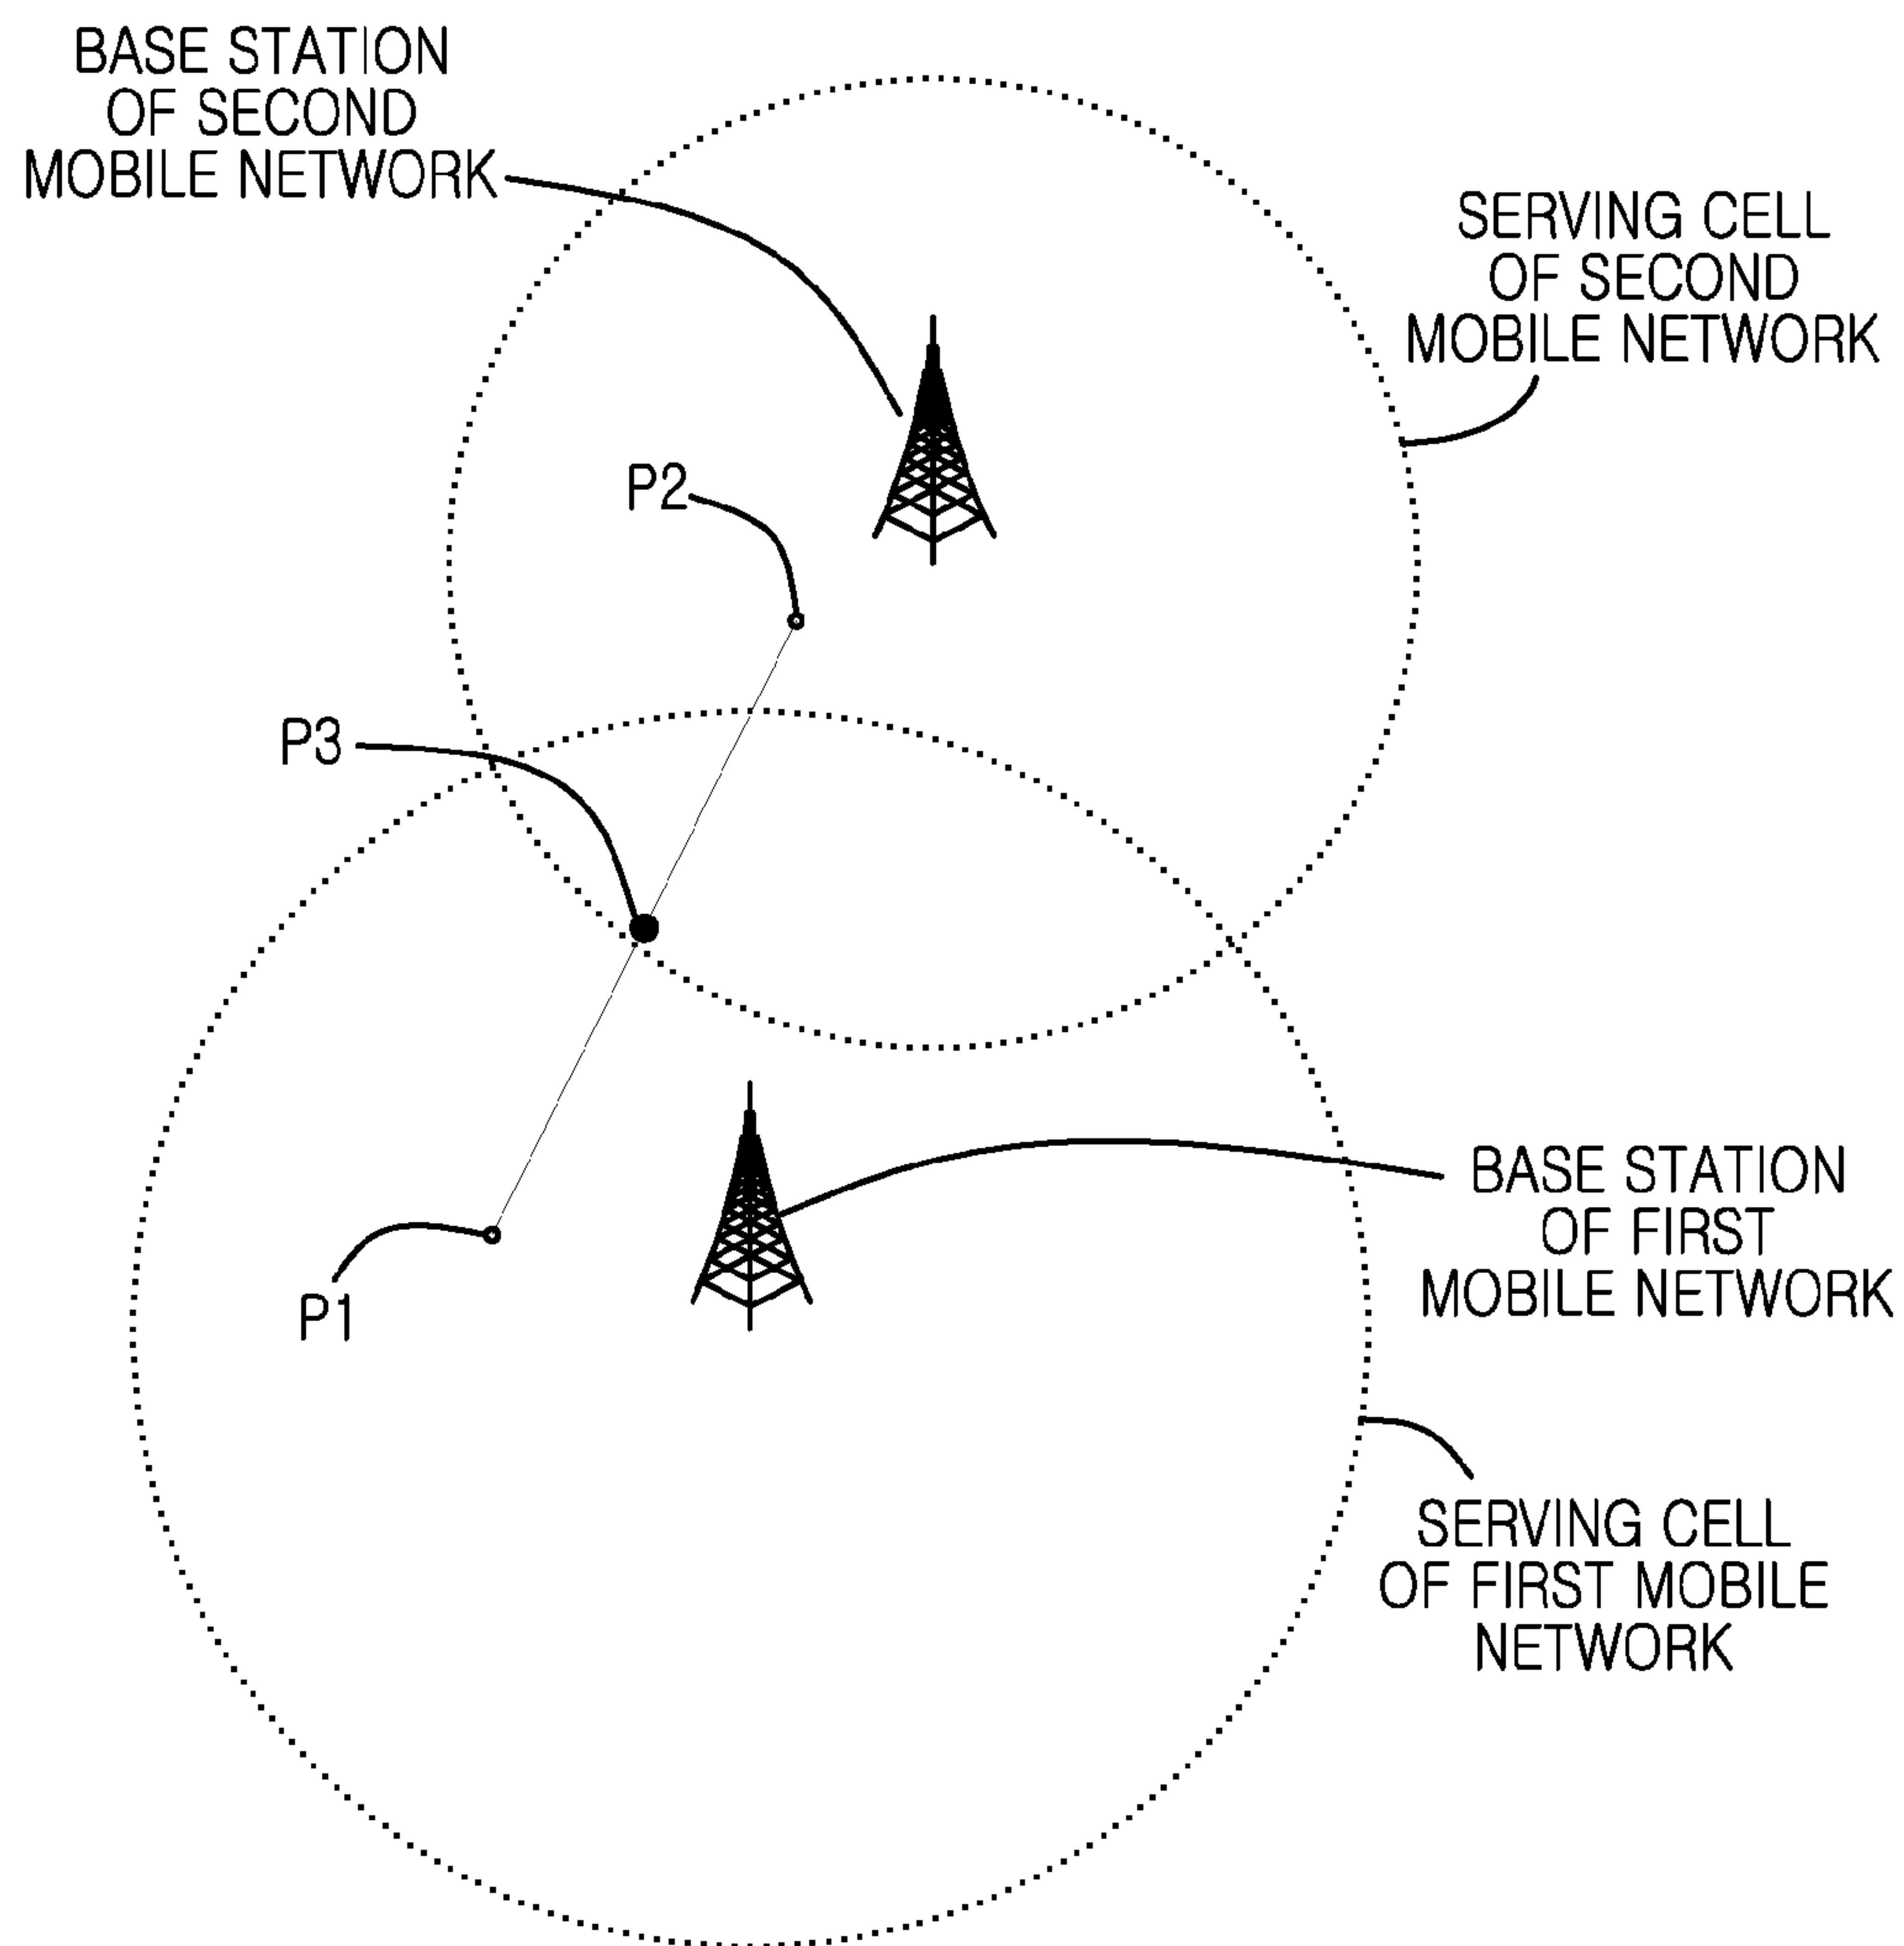 BASE STATION
OF SECOND
MOBILE NETWORK
SERVING CELL
OF SECOND
MOBILE NETWORK
P2
P3
BASE STATION
OF FIRST
MOBILE NETWORK
P1
SERVING CELL
OF FIRST MOBILE
NETWORK